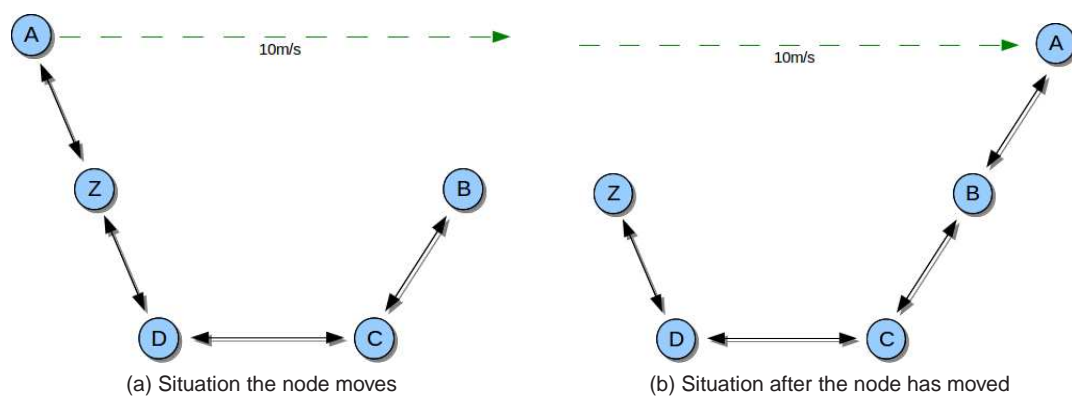 A
10m/s
Z
B
D
C
(a) Situation the node moves
A
10m/s
Z
B
D
C
(b) Situation after the node has moved